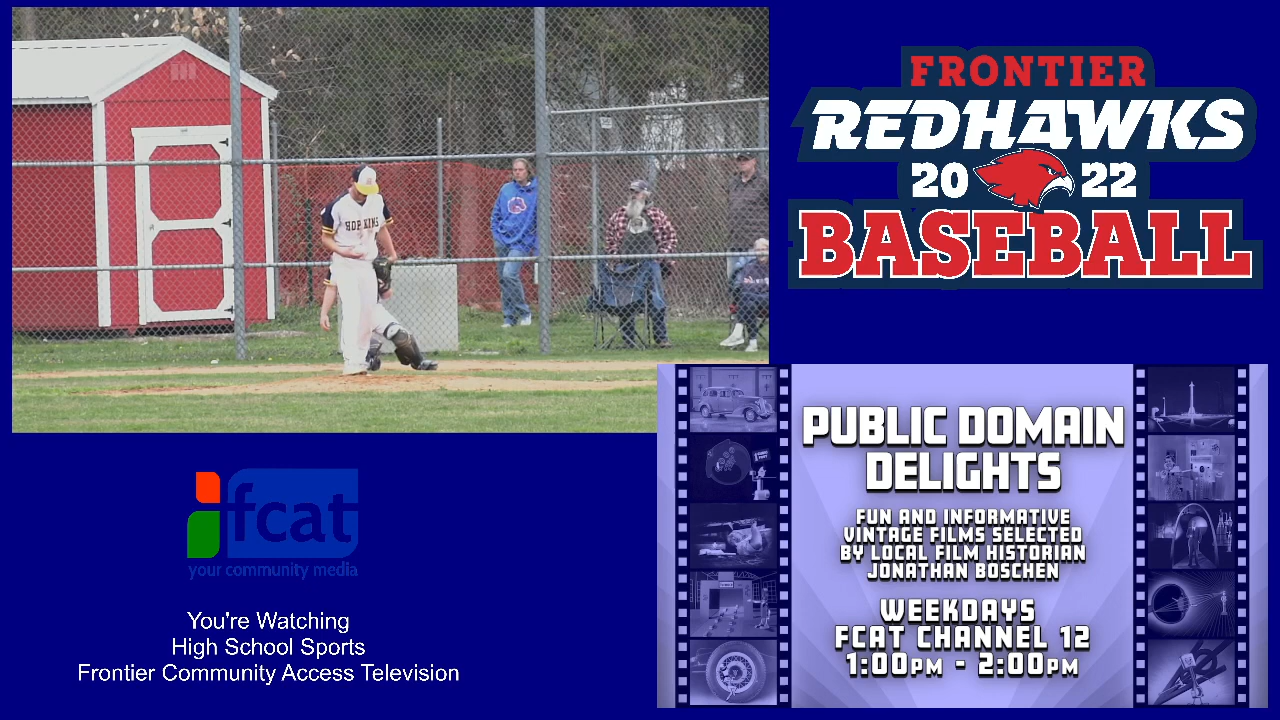 FRONTIER
REDHAWKS
2022
BASEBALL
HOPKINS
PUBLIC DOMAIN
DELIGHTS
FUN AND INFORMATIVE
VINTAGE FILMS SELECTED
BY LOCAL FILM HISTORIAN
JONATHAN BOSCHEN
WEEKDAYS
FCAT CHANNEL 12
1:00PM - 2:00PM
fcat
your community media
You're Watching
High School Sports
Frontier Community Access Television